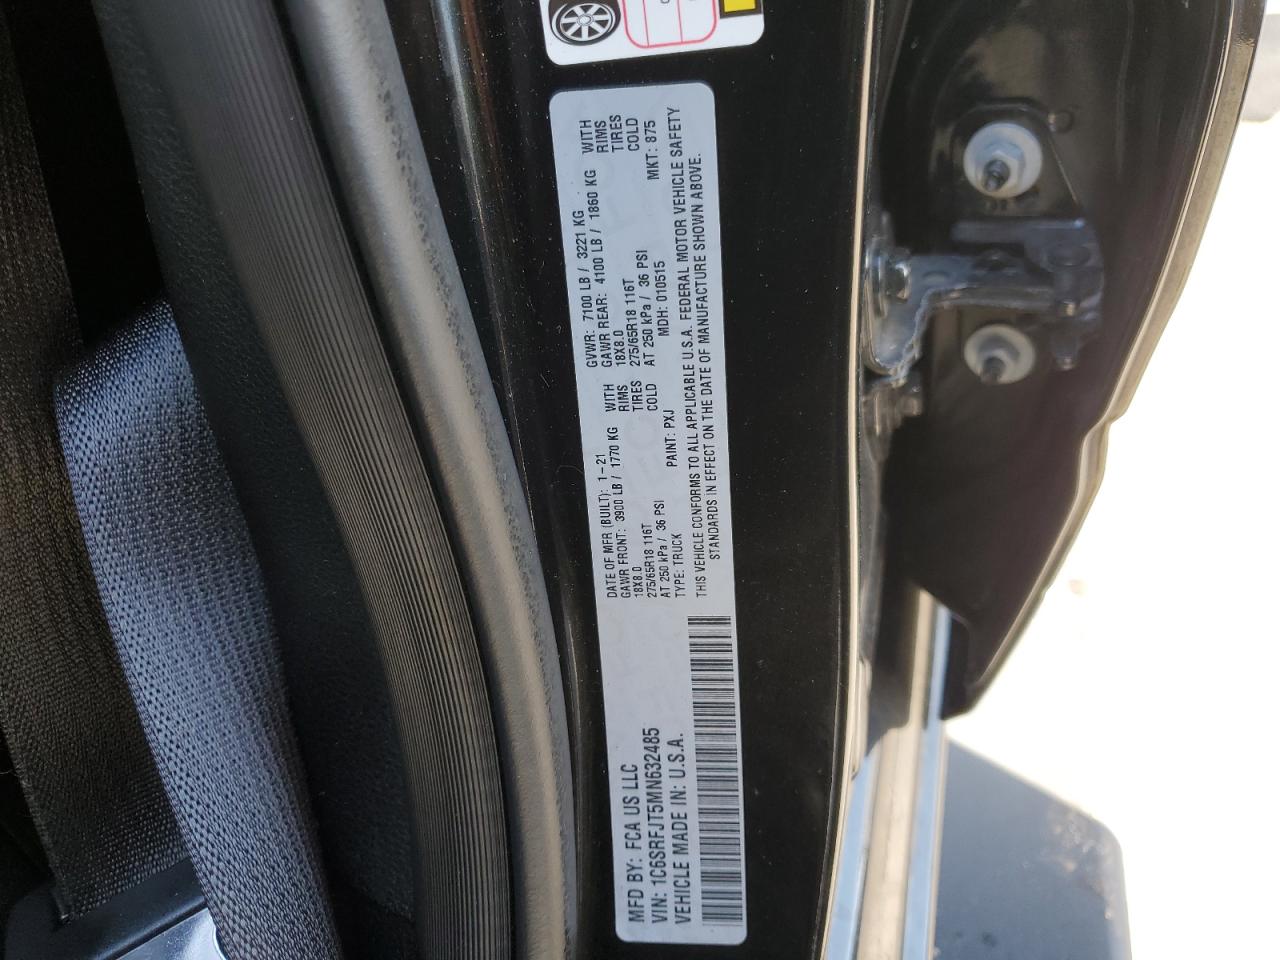 MFD BY: FCA US LLC
VIN: 1C6SRFJT5MN632485
VEHICLE MADE IN: U.S.A.
DATE OF MFR (BUILT): 1-21 GVWR: 7100 LB / 3221 KG
GAWR FRONT: 3900 LB / 1770 KG WITH GAWR REAR: 4100 LB / 1860 KG WITH
18X8.0 RIMS 18X8.0 RIMS
275/65R18 116T TIRES 275/65R18 116T TIRES
AT 250 kPa / 36 PSI COLD AT 250 kPa / 36 PSI COLD
TYPE: TRUCK PAINT: PXJ MDH: 010515 MKT: 875
THIS VEHICLE CONFORMS TO ALL APPLICABLE U.S.A. FEDERAL MOTOR VEHICLE SAFETY
STANDARDS IN EFFECT ON THE DATE OF MANUFACTURE SHOWN ABOVE.